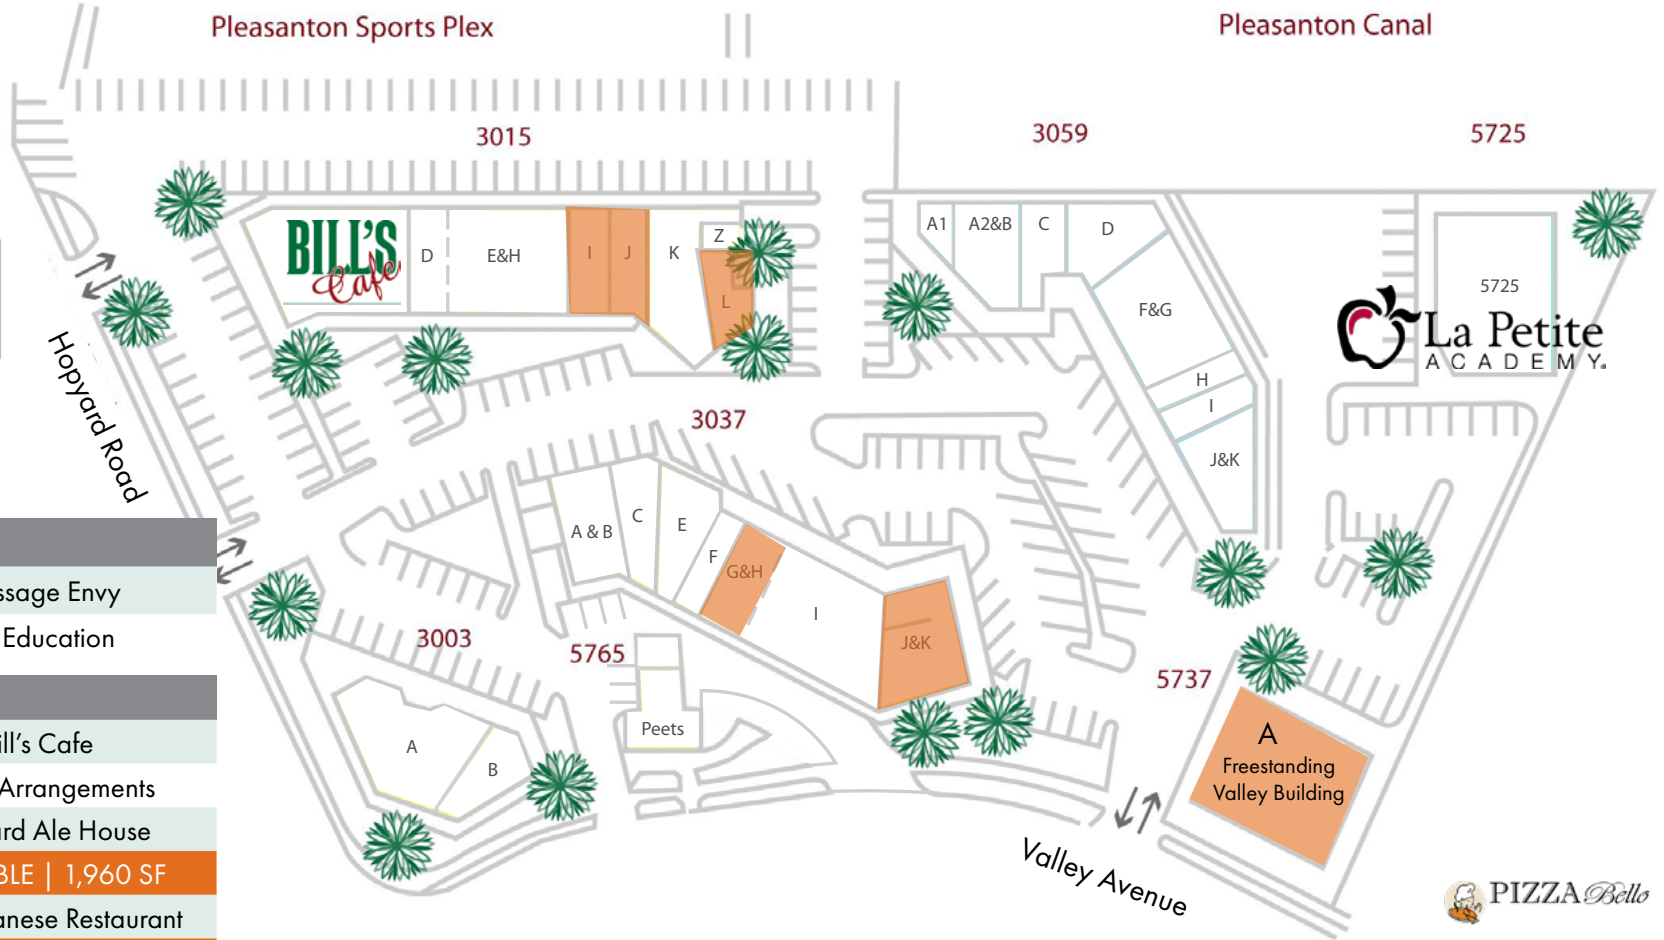 Pleasanton Sports Plex
Pleasanton Canal
3015
3059
5725
BILL'S
Cafe
D
E&H
I
J
K
Z
L
A1
A2&B
C
D
F&G
H
I
J&K
5725
La Petite
ACADEMY
Hopyard Road
3037
A & B
C
E
F
G&H
I
J&K
3003
5765
5737
A
B
Peets
A
Freestanding
Valley Building
Valley Avenue
PIZZA Bello
ssage Envy
Education
ill's Cafe
Arrangements
ard Ale House
BLE | 1,960 SF
anese Restaurant